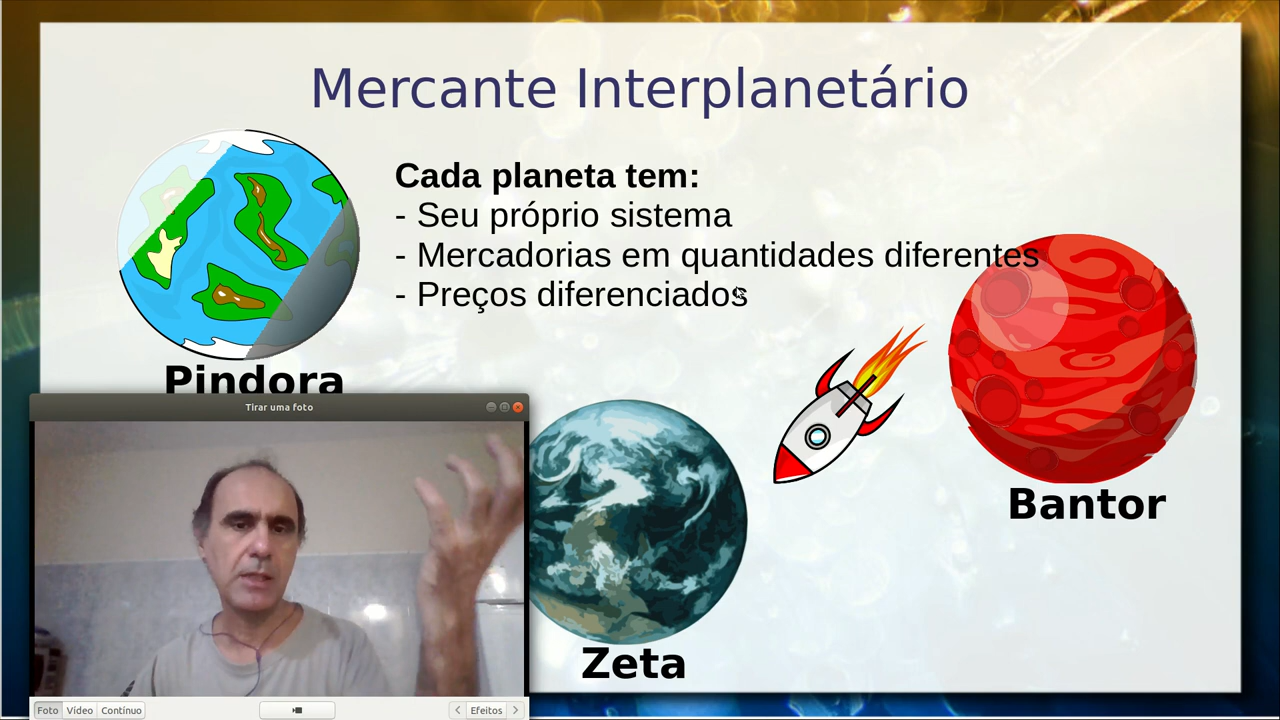 Mercante Interplanetário
Cada planeta tem:
- Seu próprio sistema
- Mercadorias em quantidades diferentes
- Preços diferenciados
Pindora
Bantor
Zeta
Tirar uma foto
Foto
Vídeo
Contínuo
Efeitos